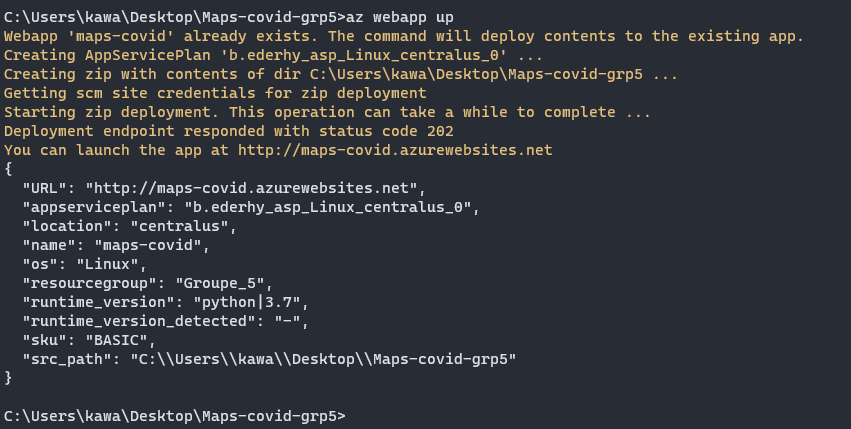 C:\Users\kawa\Desktop\Maps-covid-grp5>az webapp up
Webapp 'maps-covid' already exists. The command will deploy contents to the existing app.
Creating AppServicePlan 'b.ederhy_asp_Linux_centralus_0' ...
Creating zip with contents of dir C:\Users\kawa\Desktop\Maps-covid-grp5 ...
Getting scm site credentials for zip deployment
Starting zip deployment. This operation can take a while to complete ...
Deployment endpoint responded with status code 202
You can launch the app at http://maps-covid.azurewebsites.net
{
  "URL": "http://maps-covid.azurewebsites.net",
  "appserviceplan": "b.ederhy_asp_Linux_centralus_0",
  "location": "centralus",
  "name": "maps-covid",
  "os": "Linux",
  "resourcegroup": "Groupe_5",
  "runtime_version": "python|3.7",
  "runtime_version_detected": "-",
  "sku": "BASIC",
  "src_path": "C:\\Users\\kawa\\Desktop\\Maps-covid-grp5"
}
C:\Users\kawa\Desktop\Maps-covid-grp5>